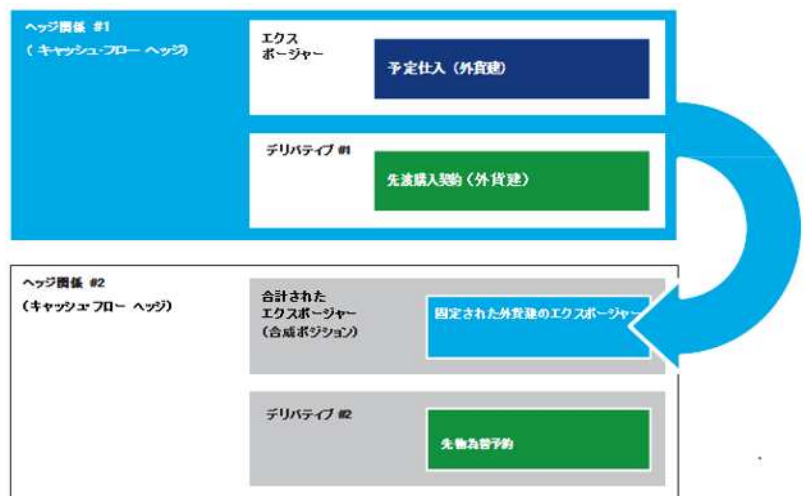 ヘッジ関係 #1
(キャッシュ・フロー ヘッジ)
エクス
ポージャー
予定仕入(外貨建)
デリバティブ #1
先渡購入契約(外貨建)
ヘッジ関係 #2
(キャッシュ・フロー ヘッジ)
合計された
エクスポージャー
(合成ポジション)
固定された外貨建のエクスポージャー
デリバティブ #2
先物為替予約